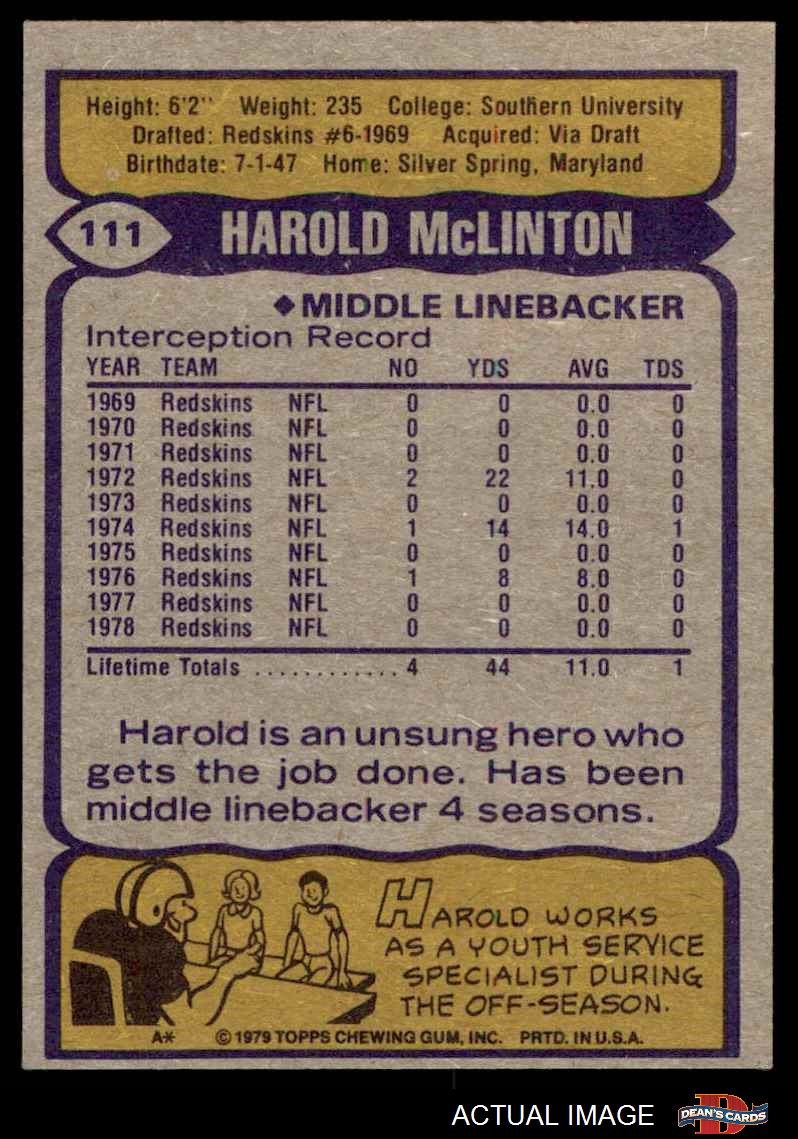 Height: 6'2" Weight: 235 College: Southern University
Drafted: Redskins #6-1969 Acquired: Via Draft
Birthdate: 7-1-47 Home: Silver Spring, Maryland
111 HAROLD McLINTON
◆MIDDLE LINEBACKER
Interception Record
YEAR TEAM NO YDS AVG TDS
1969 Redskins NFL 0 0 0.0 0
1970 Redskins NFL 0 0 0.0 0
1971 Redskins NFL 0 0 0.0 0
1972 Redskins NFL 2 22 11.0 0
1973 Redskins NFL 0 0 0.0 0
1974 Redskins NFL 1 14 14.0 1
1975 Redskins NFL 0 0 0.0 0
1976 Redskins NFL 1 8 8.0 0
1977 Redskins NFL 0 0 0.0 0
1978 Redskins NFL 0 0 0.0 0
Lifetime Totals ............ 4 44 11.0 1
Harold is an unsung hero who
gets the job done. Has been
middle linebacker 4 seasons.
HAROLD WORKS
AS A YOUTH SERVICE
SPECIALIST DURING
THE OFF-SEASON.
A* © 1979 TOPPS CHEWING GUM, INC. PRTD. IN U.S.A.
ACTUAL IMAGE D DEAN'S CARDS